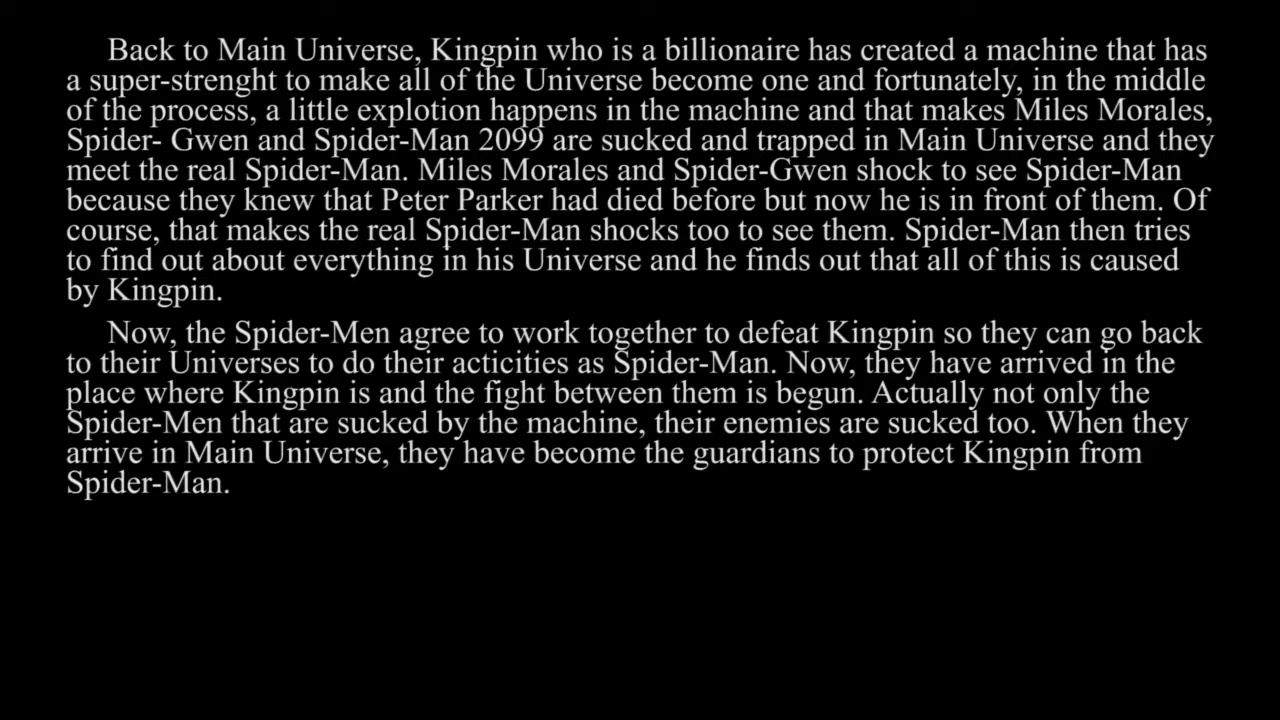 Back to Main Universe, Kingpin who is a billionaire has created a machine that has
a super-strenght to make all of the Universe become one and fortunately, in the middle
of the process, a little explotion happens in the machine and that makes Miles Morales,
Spider- Gwen and Spider-Man 2099 are sucked and trapped in Main Universe and they
meet the real Spider-Man. Miles Morales and Spider-Gwen shock to see Spider-Man
because they knew that Peter Parker had died before but now he is in front of them. Of
course, that makes the real Spider-Man shocks too to see them. Spider-Man then tries
to find out about everything in his Universe and he finds out that all of this is caused
by Kingpin.
Now, the Spider-Men agree to work together to defeat Kingpin so they can go back
to their Universes to do their acticities as Spider-Man. Now, they have arrived in the
place where Kingpin is and the fight between them is begun. Actually not only the
Spider-Men that are sucked by the machine, their enemies are sucked too. When they
arrive in Main Universe, they have become the guardians to protect Kingpin from
Spider-Man.